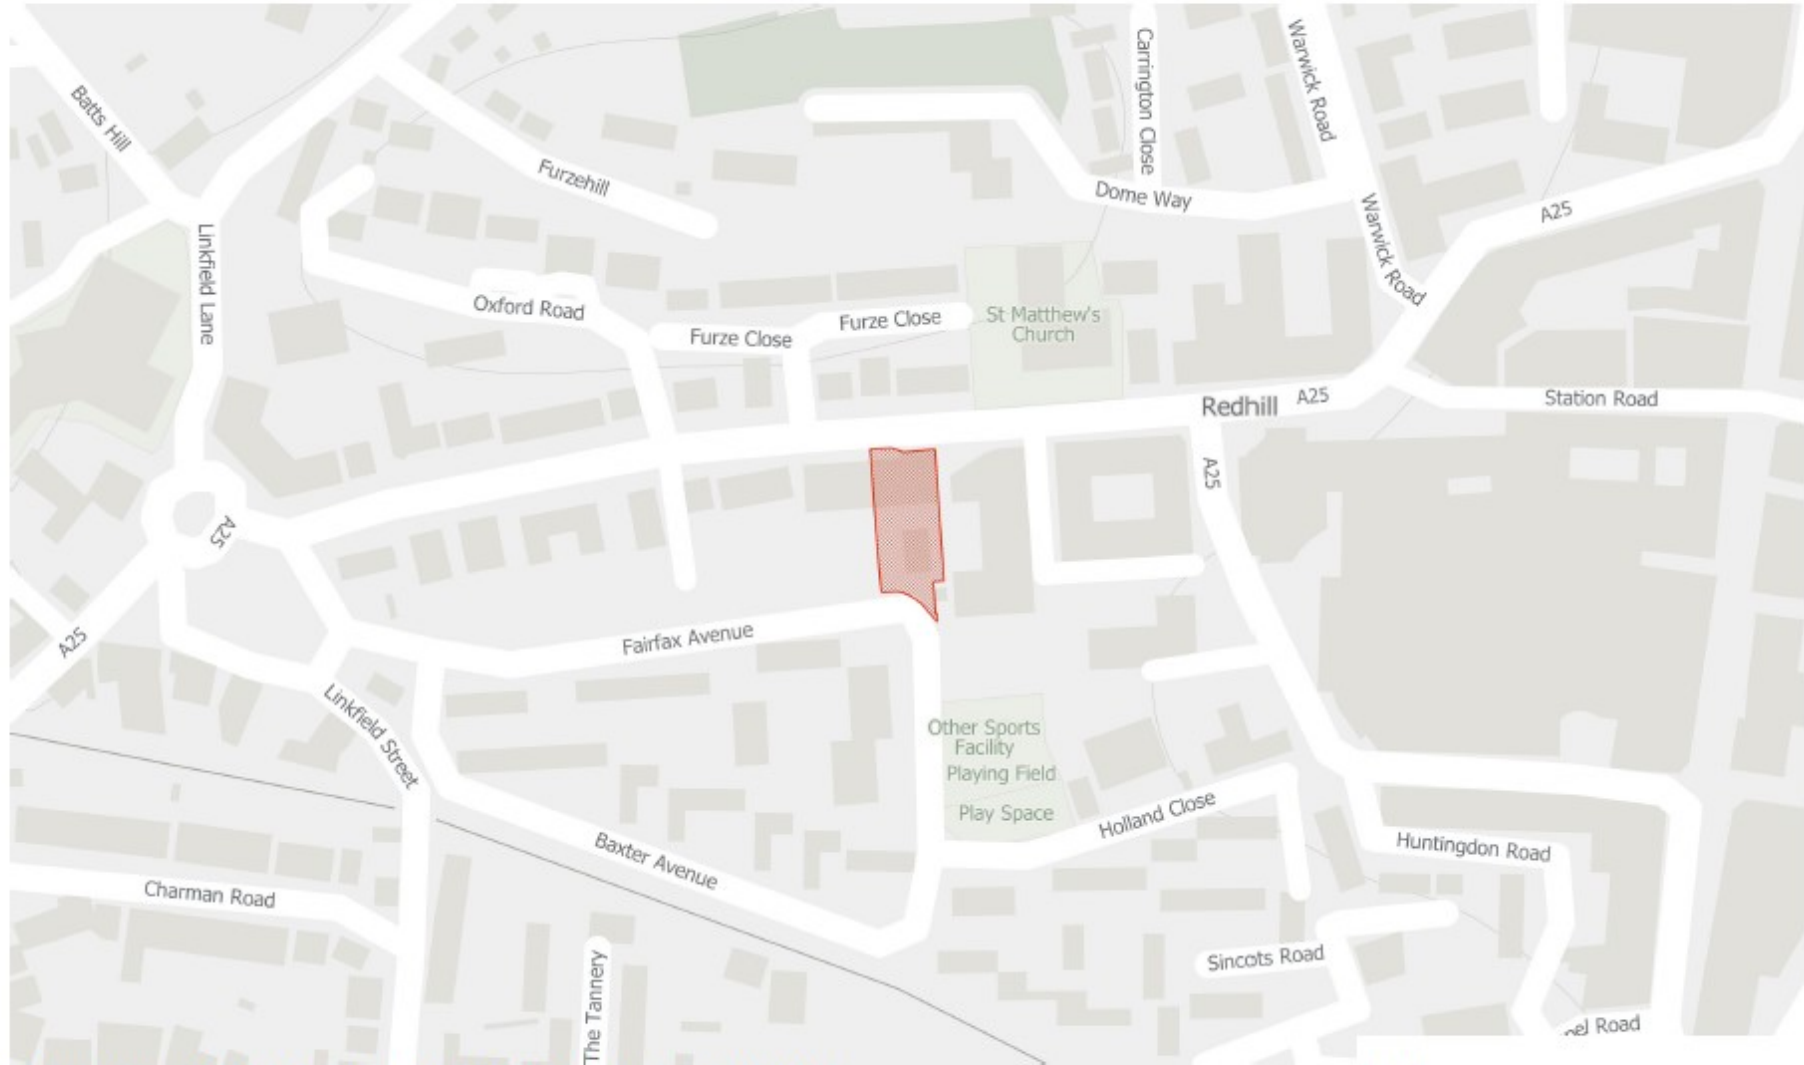 Carrington Close
Warwick Road
Batts Hill
Furzehill
Dome Way
Warwick Road
A25
Linkfield Lane
Oxford Road
Furze Close
Furze Close
St Matthew's
Church
Redhill
A25
Station Road
A25
A25
A25
Fairfax Avenue
Linkfield Street
Other Sports
Facility
Playing Field
Play Space
Holland Close
Baxter Avenue
Huntingdon Road
Charman Road
Sincots Road
The Tannery
Road